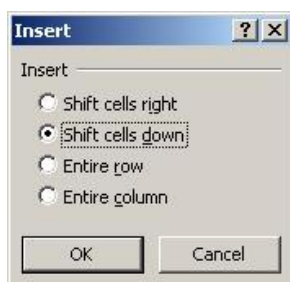 Insert ? X
Insert
Shift cells right
Shift cells down
Entire row
Entire column
OK Cancel